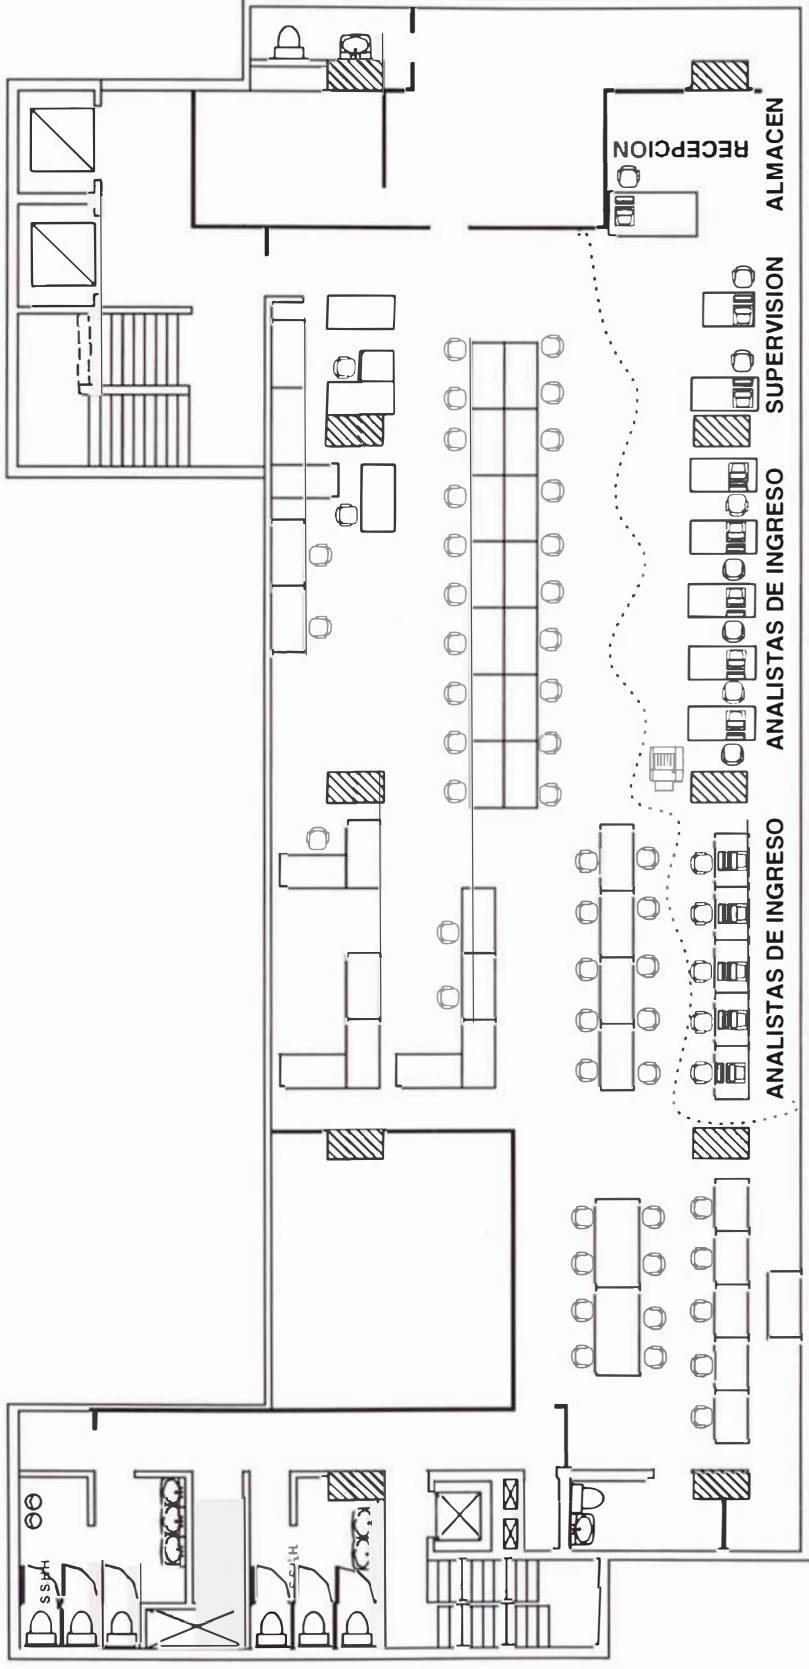 RECEPCION
ALMACEN
SUPERVISION
ANALISTAS DE INGRESO
ANALISTAS DE INGRESO
SSHH
SSHH